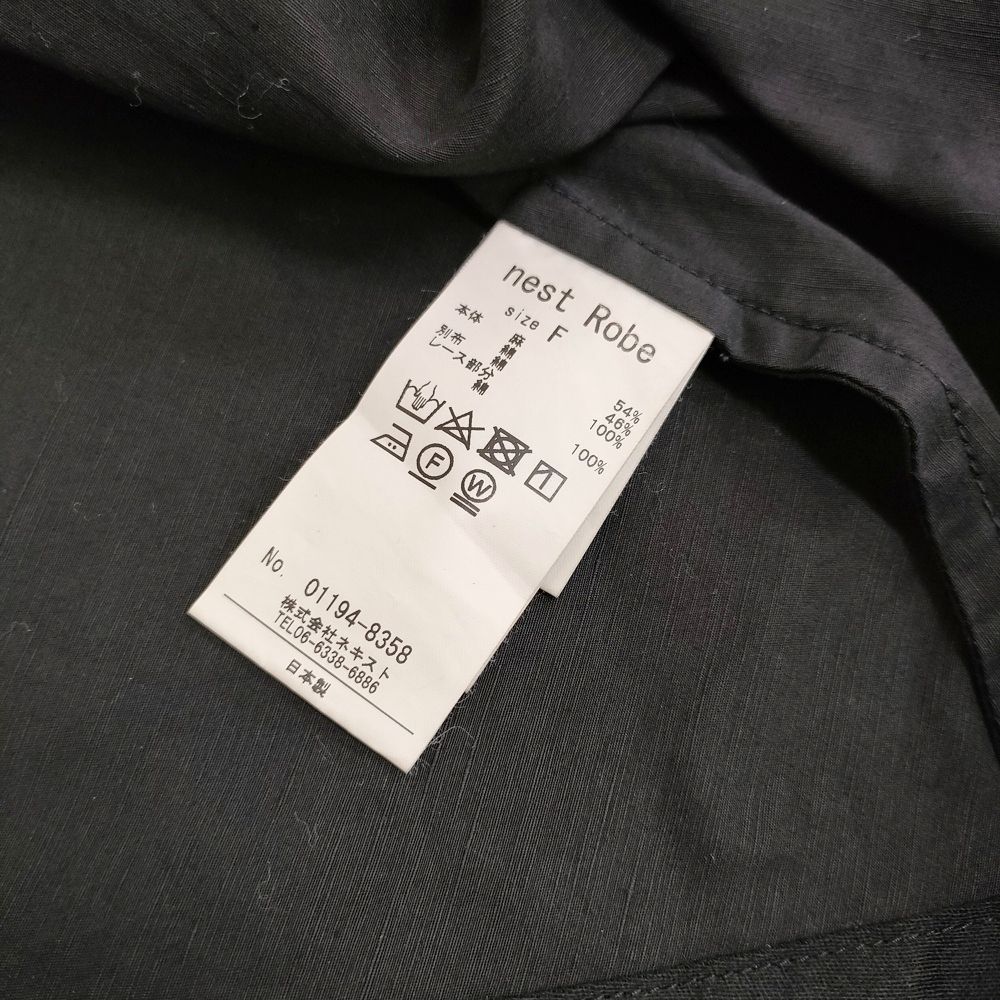 nest Robe
size F
本体 麻 54%
綿 46%
別布 綿 100%
レース部分
綿 100%
F W
No. 01194-8358
株式会社ネキスト
TEL06-6338-6886
日本製